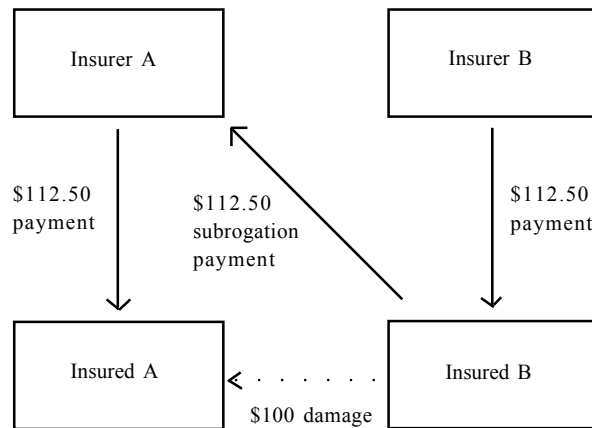 Insurer A
Insurer B
$112.50
payment
$112.50
subrogation
payment
$112.50
payment
Insured A
Insured B
$100 damage